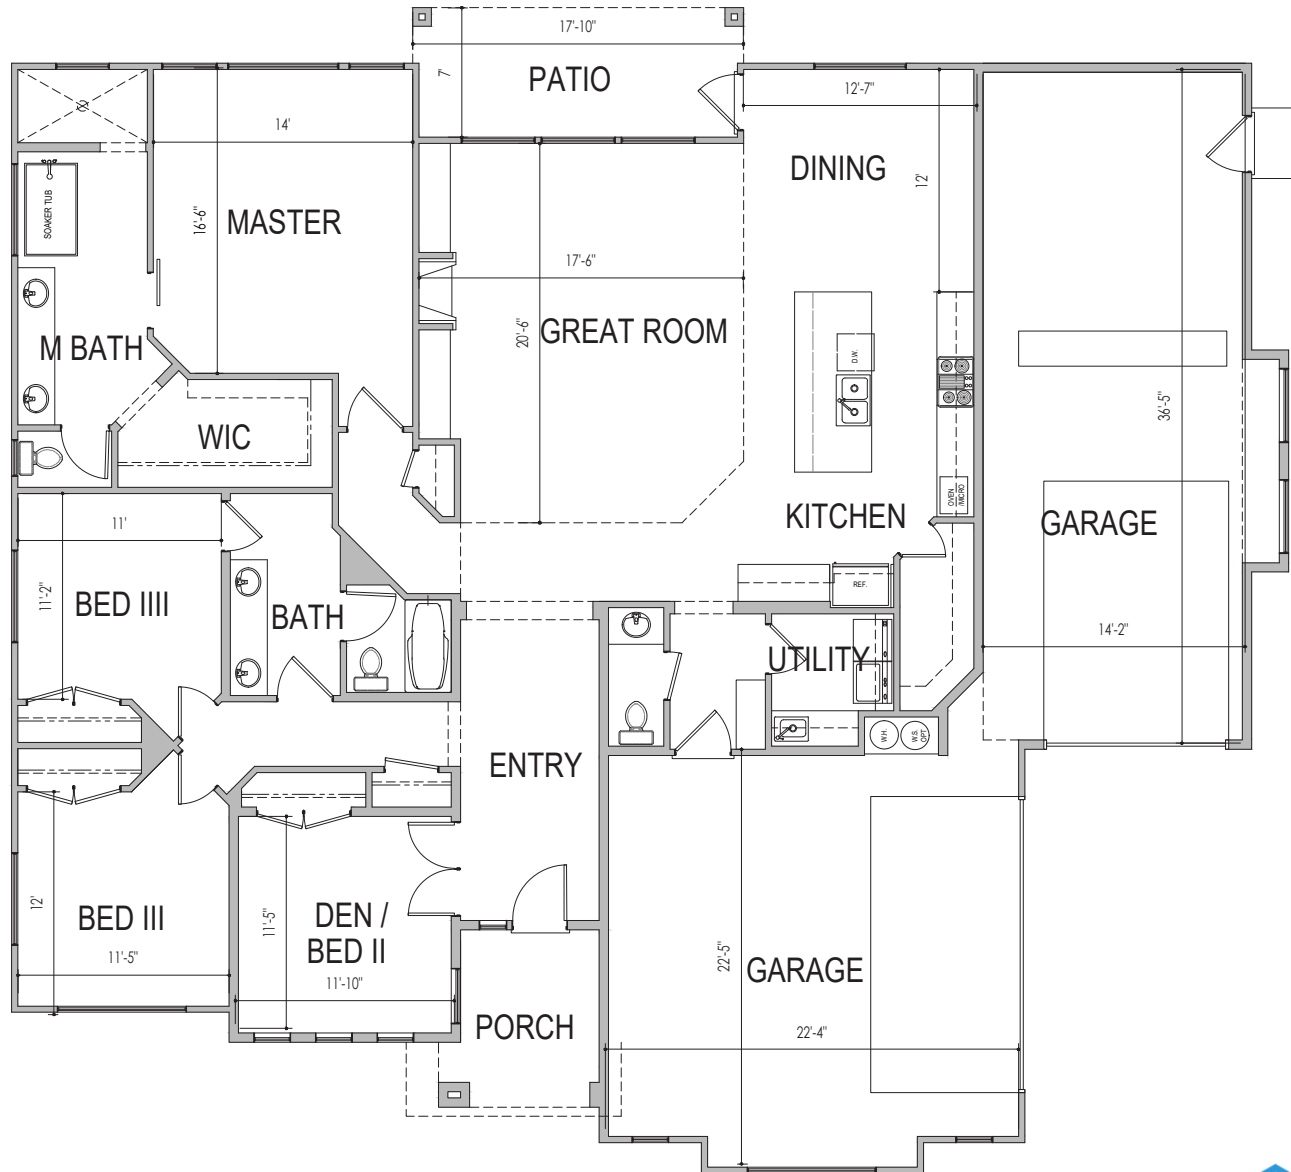 17'-10"
7'
PATIO
12'-7"
14'
DINING
12'
SOAKER TUB
16'-6"
MASTER
17'-6"
20'-6"
GREAT ROOM
D.W.
M BATH
36'-5"
WIC
OVEN
/MICRO
KITCHEN
GARAGE
11'
11'-2"
BED IIII
BATH
REF.
14'-2"
UTILITY
W.H.
W.S.
OPT
ENTRY
12'
BED III
11'-5"
11'-5"
DEN /
BED II
11'-10"
22'-5"
GARAGE
PORCH
22'-4"